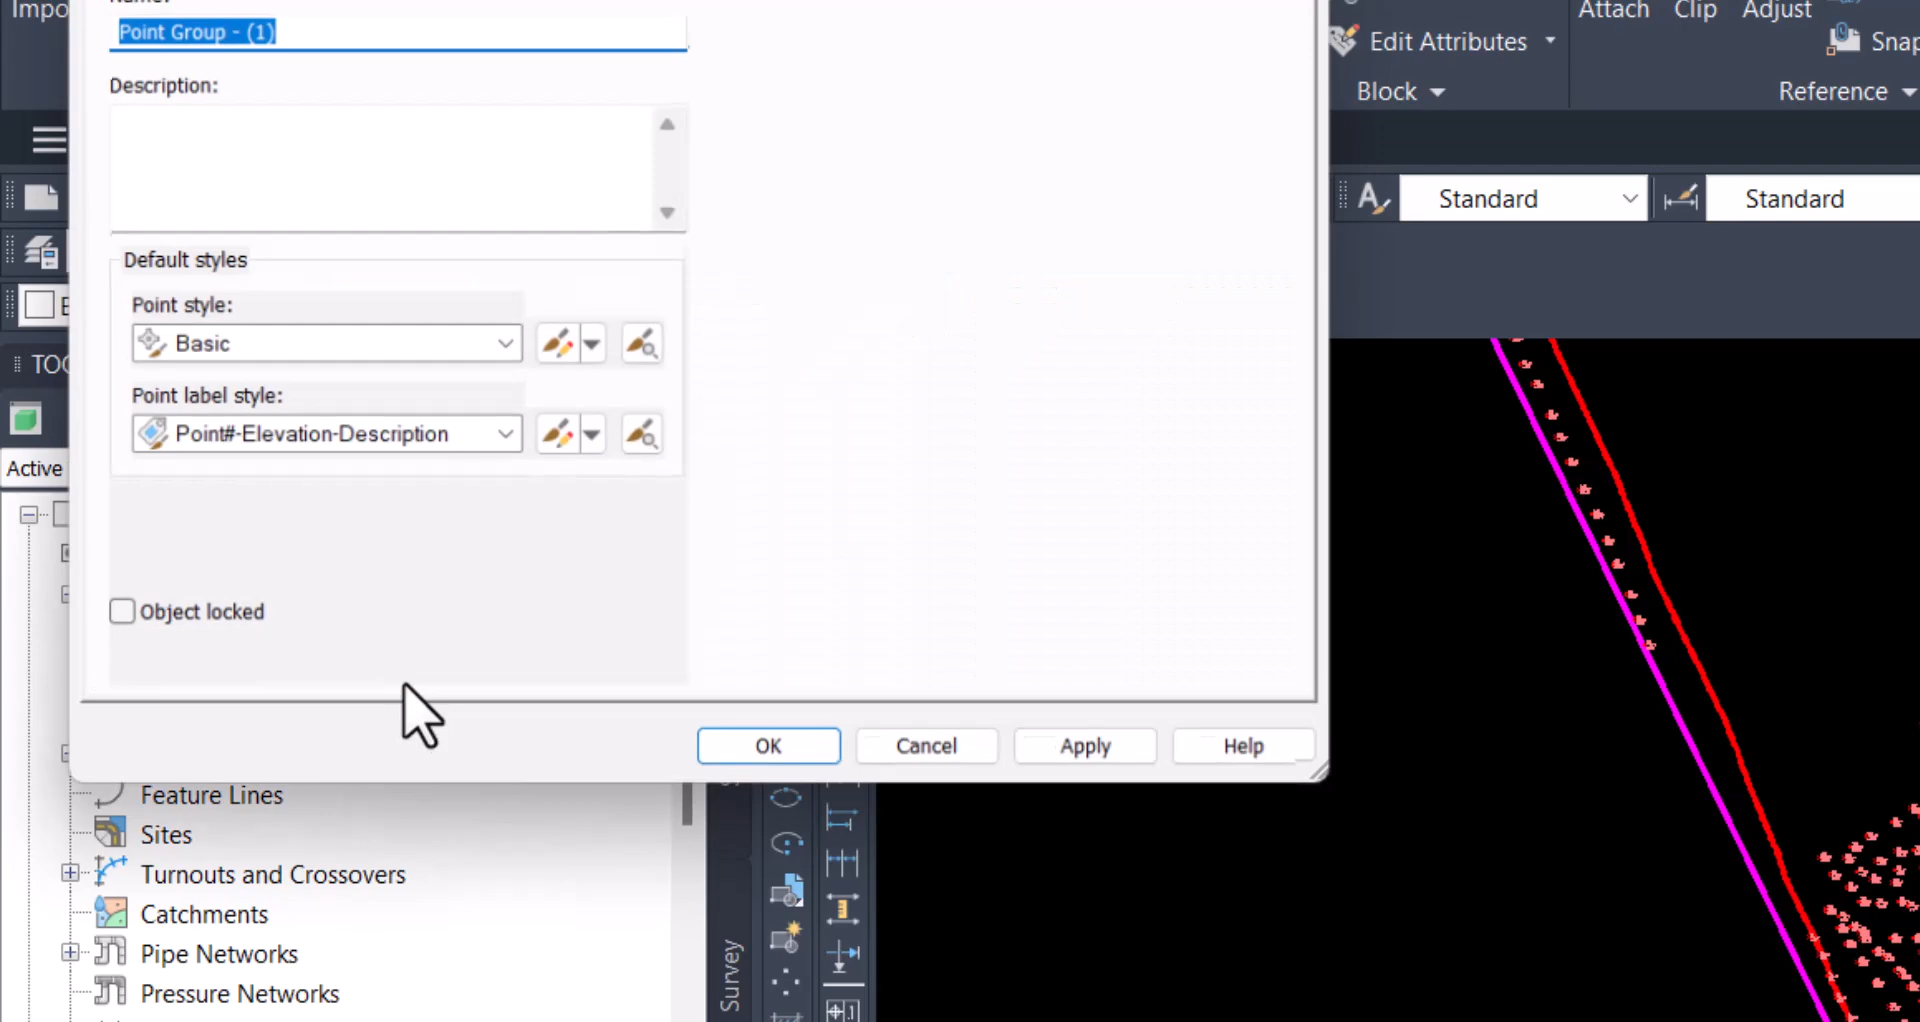 Impo
Attach Clip Adjust
Point Group - (1)
Edit Attributes
Snap
Description:
Block
Reference
Standard
Standard
Default styles
Point style:
Basic
Point label style:
Point#-Elevation-Description
Active
Object locked
OK
Cancel
Apply
Help
Feature Lines
Sites
Turnouts and Crossovers
Catchments
Pipe Networks
Pressure Networks
Survey